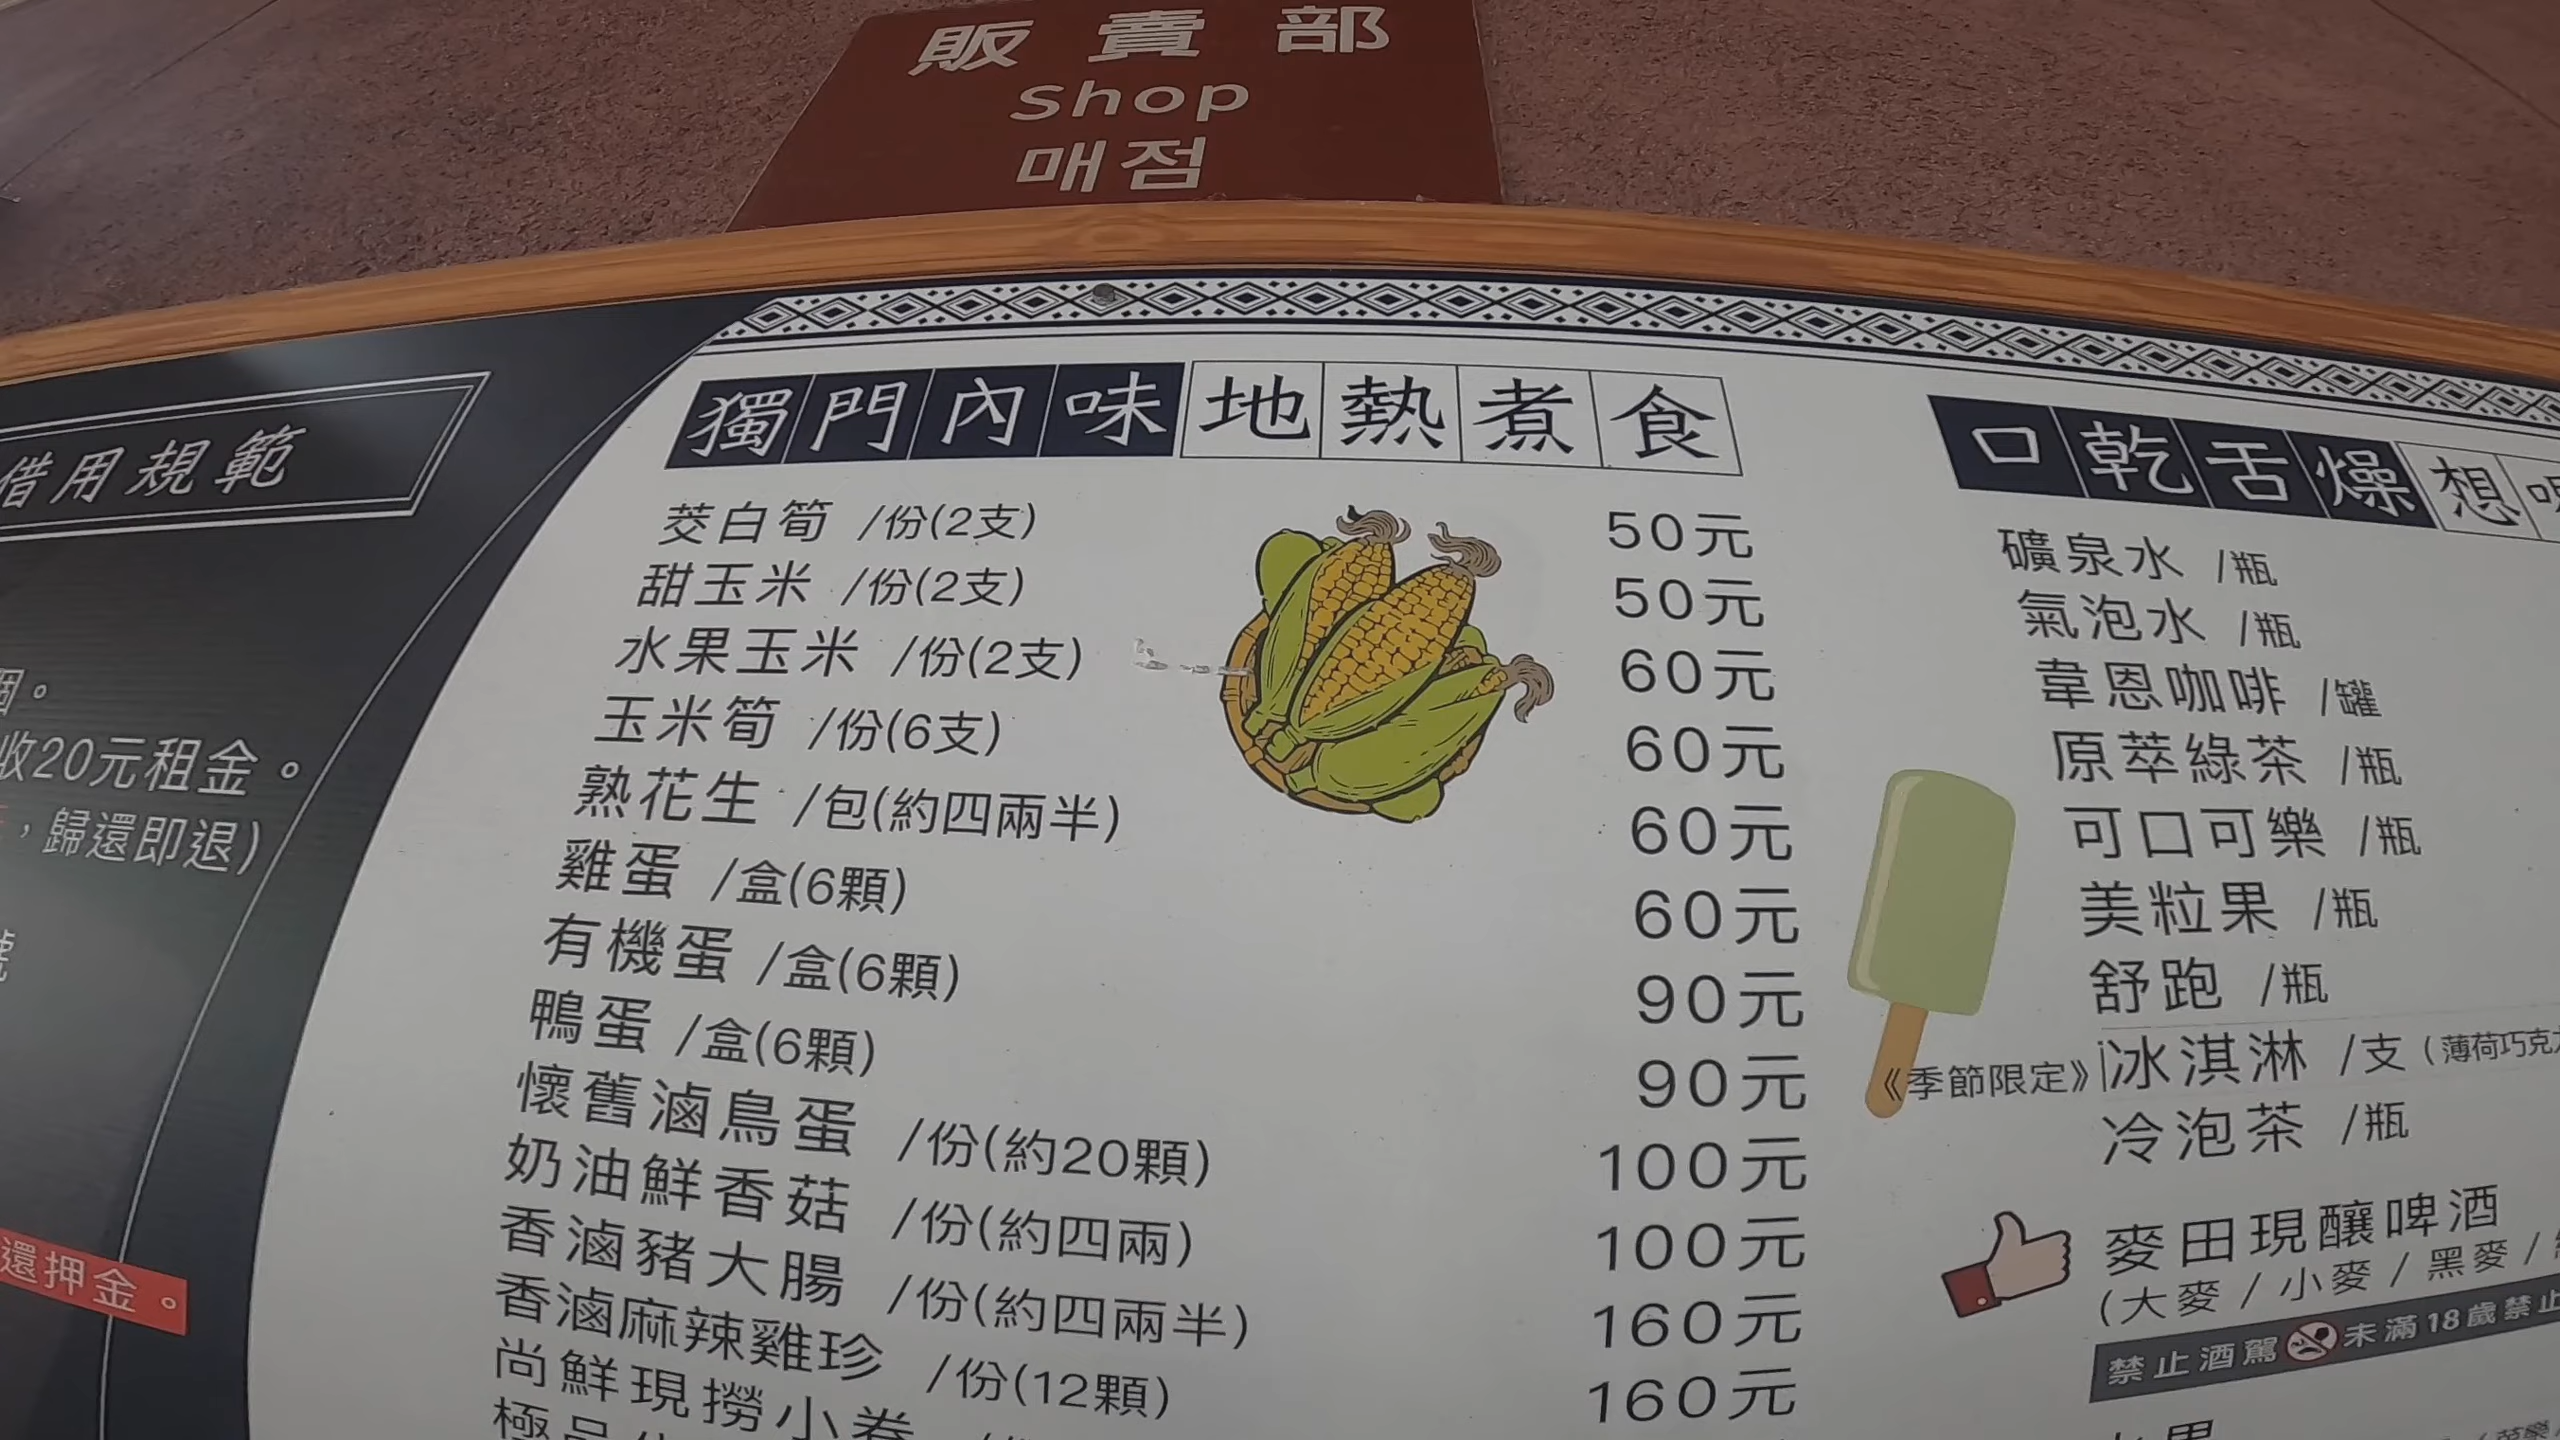 販賣部
Shop
매점
借用規範
個。
收20元租金。
，歸還即退)
還押金。
獨門內味地熱煮食
茭白筍 /份(2支) 50元
甜玉米 /份(2支) 50元
水果玉米 /份(2支) 60元
玉米筍 /份(6支) 60元
熟花生 /包(約四兩半) 60元
雞蛋 /盒(6顆) 60元
有機蛋 /盒(6顆) 90元
鴨蛋 /盒(6顆) 90元
懷舊滷鳥蛋 /份(約20顆) 100元
奶油鮮香菇 /份(約四兩) 100元
香滷豬大腸 /份(約四兩半) 160元
香滷麻辣雞珍 /份(12顆) 160元
尚鮮現撈小卷
極品
口乾舌燥想
礦泉水 /瓶
氣泡水 /瓶
韋恩咖啡 /罐
原萃綠茶 /瓶
可口可樂 /瓶
美粒果 /瓶
舒跑 /瓶
《季節限定》冰淇淋 /支 (薄荷巧克
冷泡茶 /瓶
麥田現釀啤酒
(大麥 / 小麥 / 黑麥 /
禁止酒駕 未滿18歲禁止